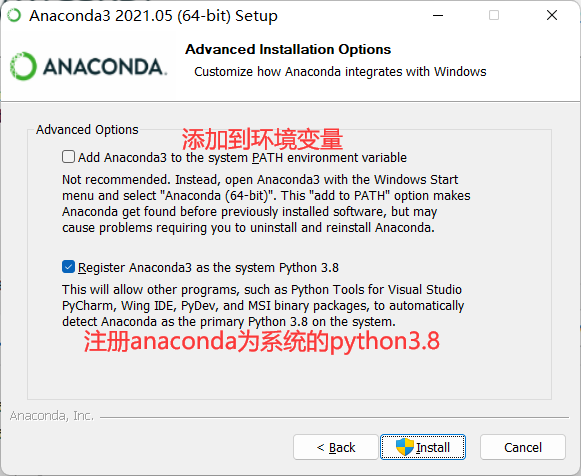 Anaconda3 2021.05 (64-bit) Setup
Advanced Installation Options
Customize how Anaconda integrates with Windows
ANACONDA.
Advanced Options
添加到环境变量
Add Anaconda3 to the system PATH environment variable
Not recommended. Instead, open Anaconda3 with the Windows Start
menu and select "Anaconda (64-bit)". This "add to PATH" option makes
Anaconda get found before previously installed software, but may
cause problems requiring you to uninstall and reinstall Anaconda.
Register Anaconda3 as the system Python 3.8
This will allow other programs, such as Python Tools for Visual Studio
PyCharm, Wing IDE, PyDev, and MSI binary packages, to automatically
detect Anaconda as the primary Python 3.8 on the system.
注册anaconda为系统的python3.8
Anaconda, Inc.
< Back
Install
Cancel